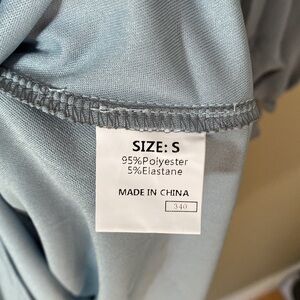 SIZE: S
95%Polyester
5%Elastane
MADE IN CHINA
340